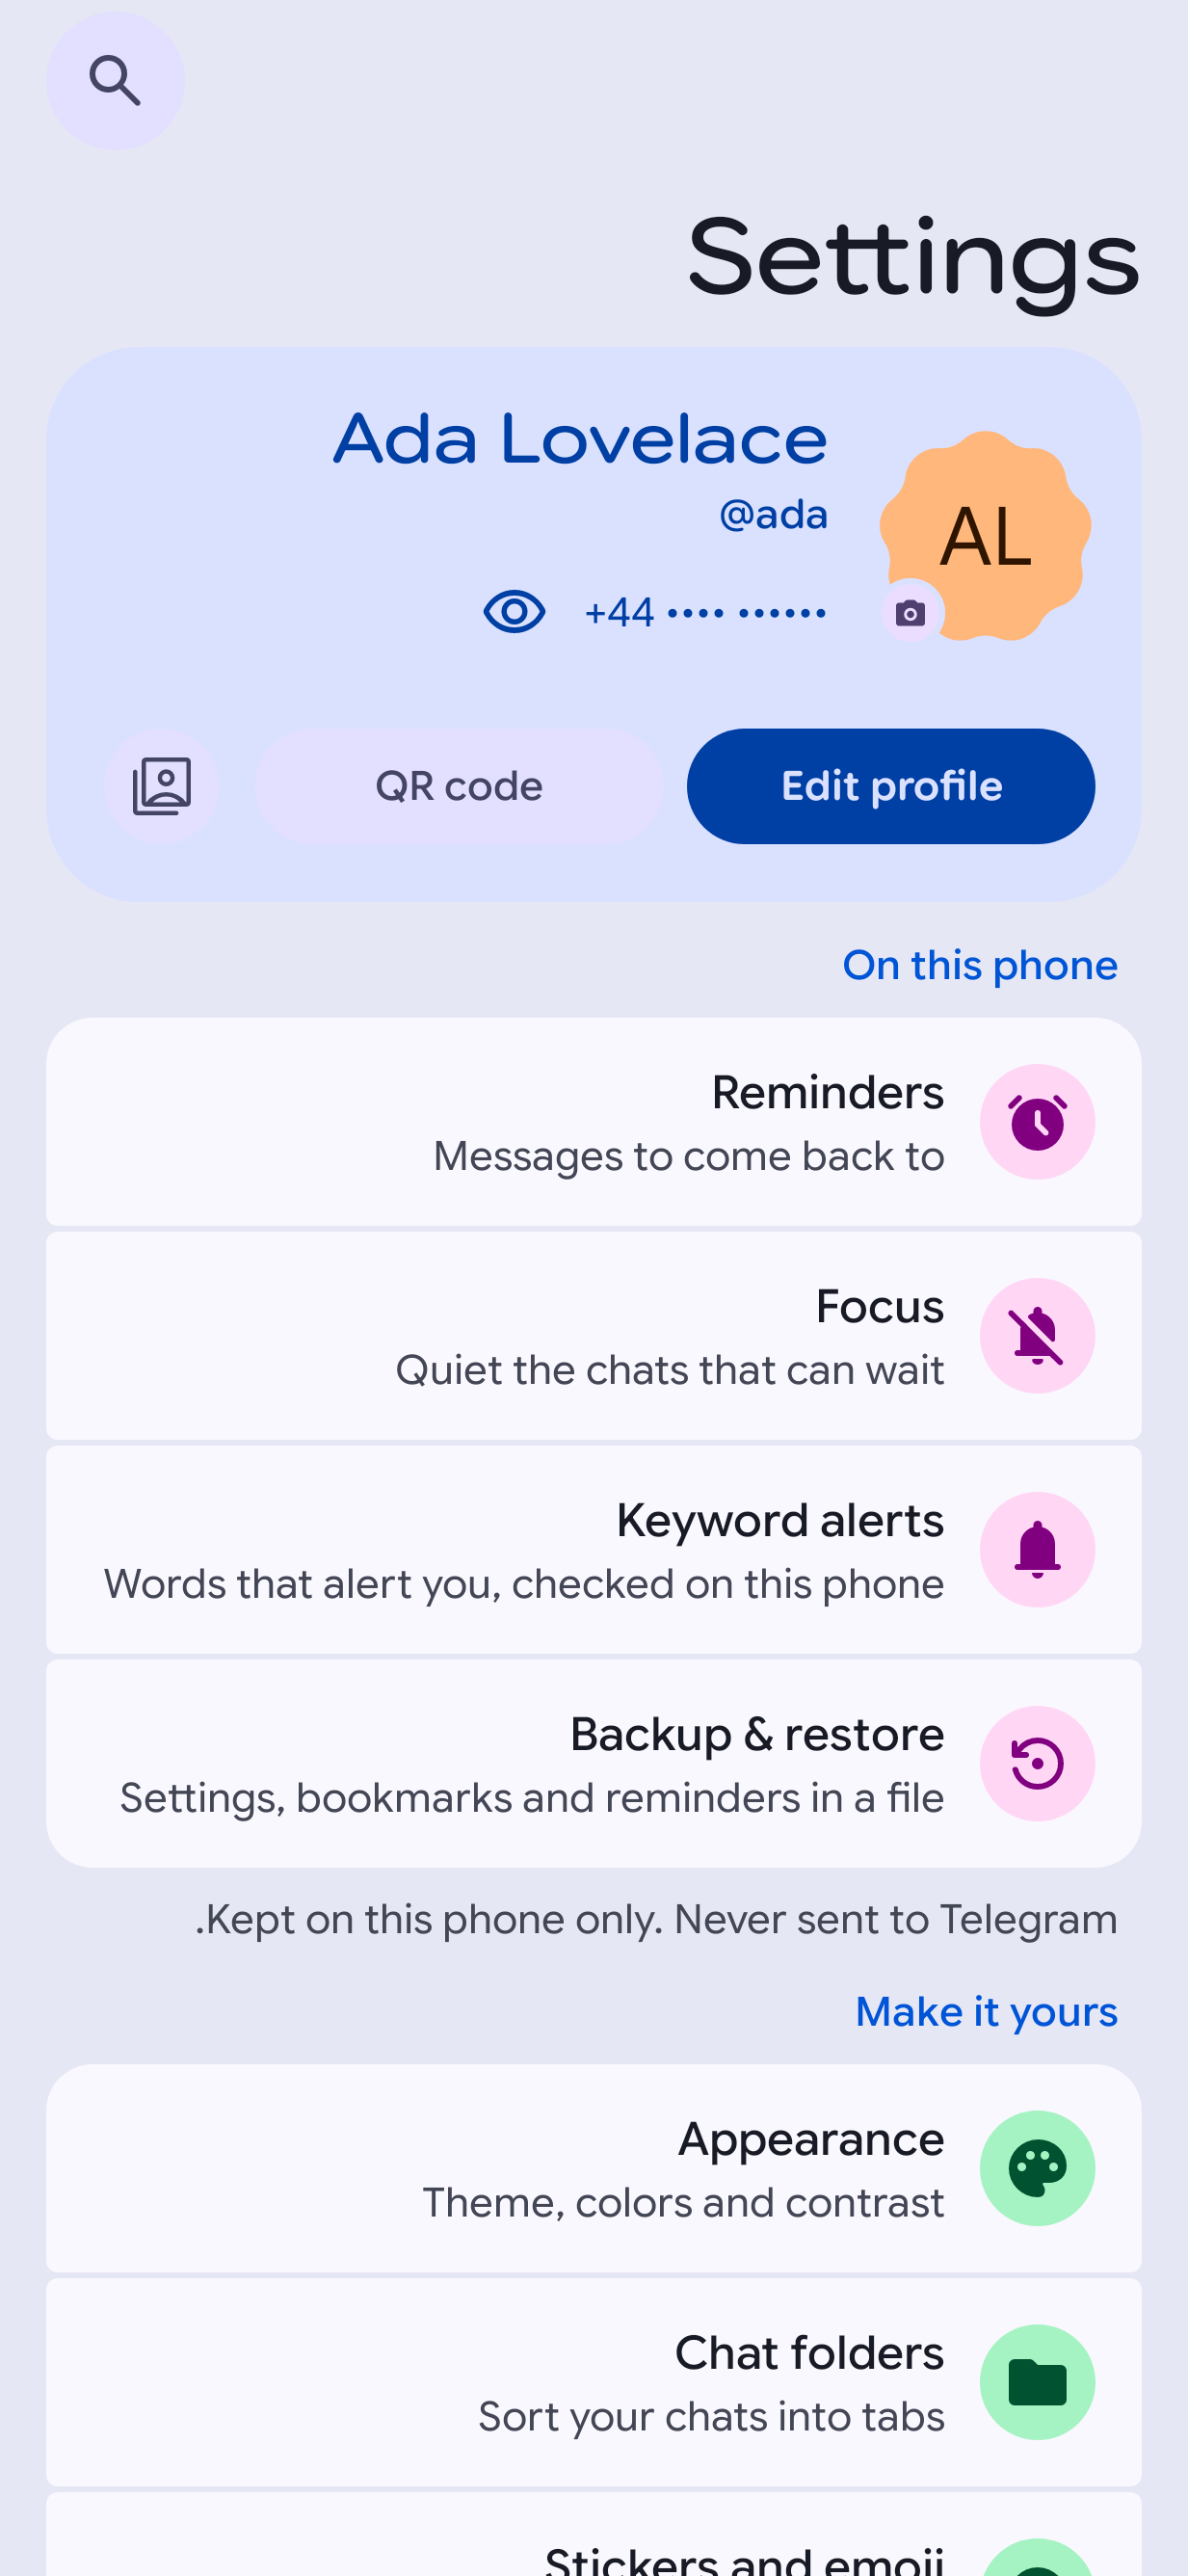 Settings
Ada Lovelace
@ada
+44 •••• ••••••
AL
Edit profile
QR code
On this phone
Reminders
Messages to come back to
Focus
Quiet the chats that can wait
Keyword alerts
Words that alert you, checked on this phone
Backup & restore
Settings, bookmarks and reminders in a file
.Kept on this phone only. Never sent to Telegram
Make it yours
Appearance
Theme, colors and contrast
Chat folders
Sort your chats into tabs
Stickers and emoji